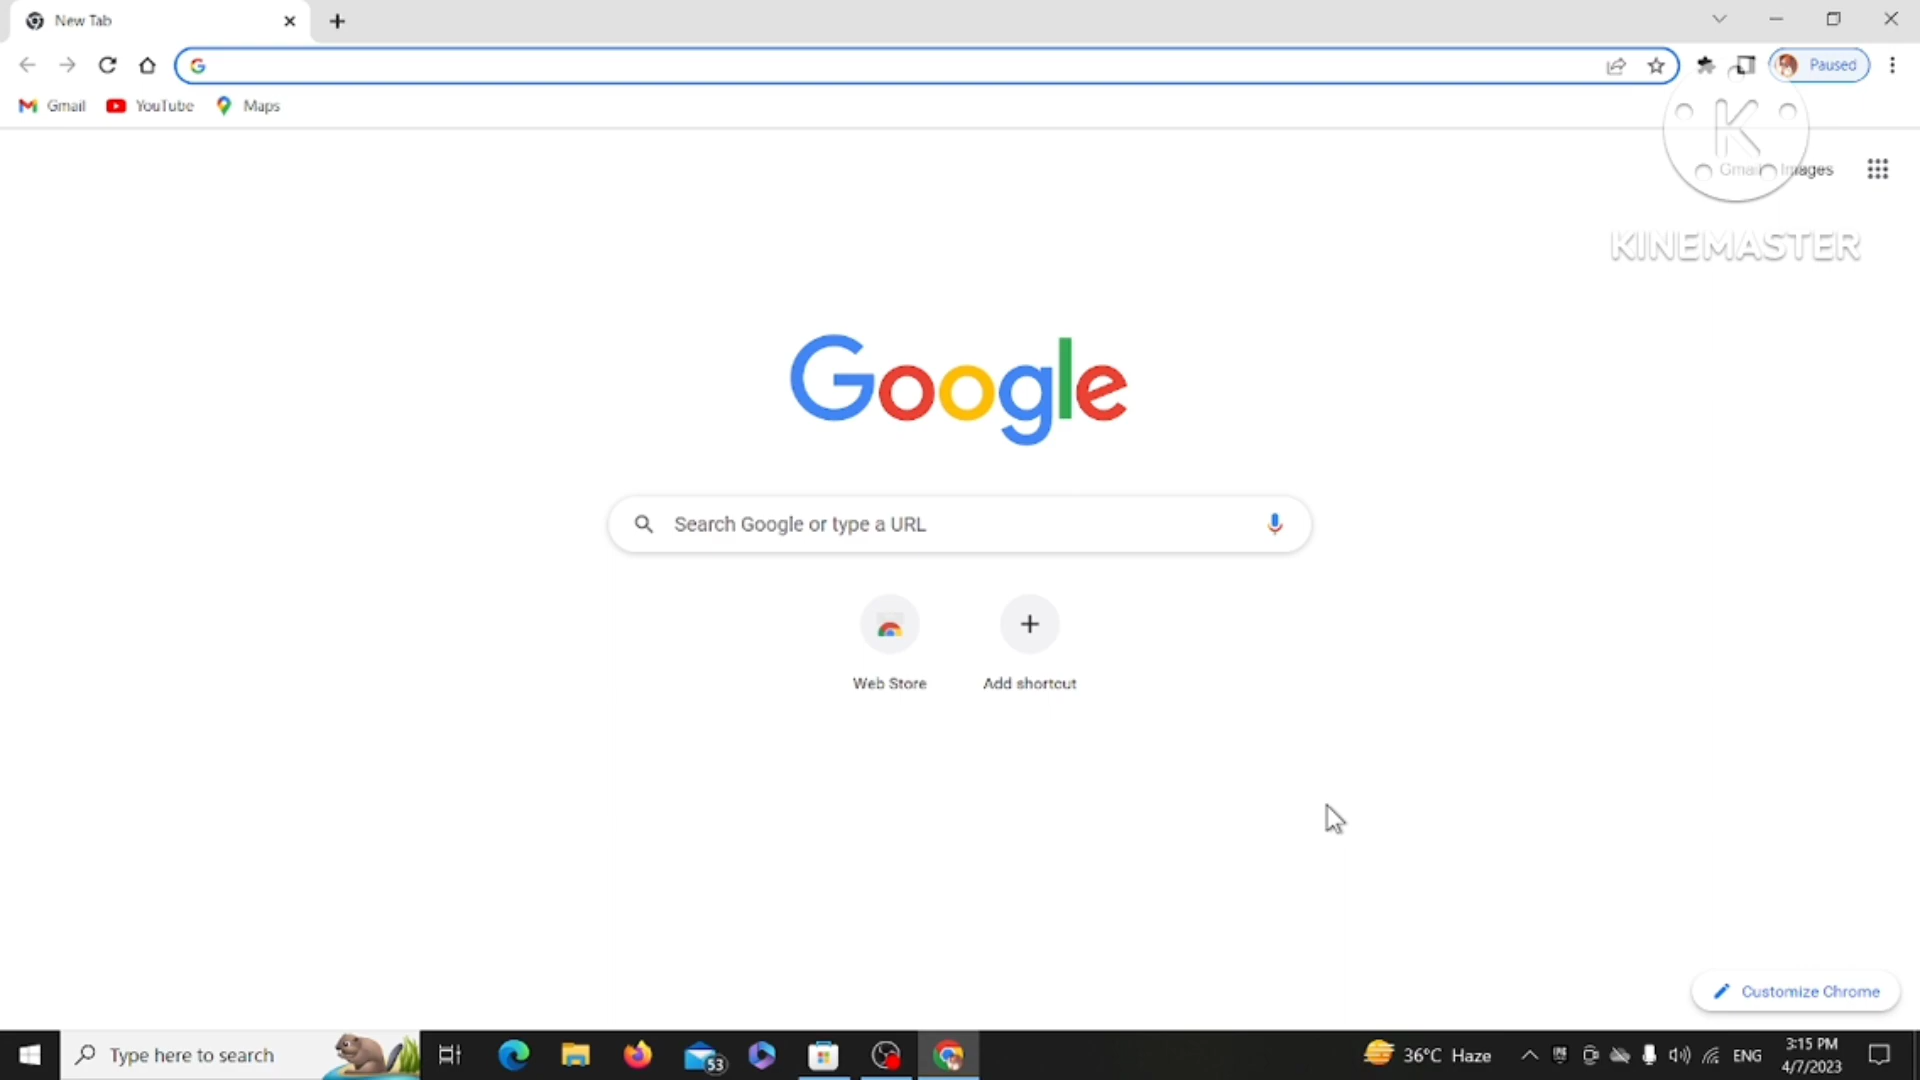 New Tab
Paused
Gmail YouTube Maps
K
Gmail Images
KINEMASTER
Google
Search Google or type a URL
Web Store Add shortcut
Customize Chrome
Type here to search
53
36°C Haze
ENG
3:15 PM
4/7/2023